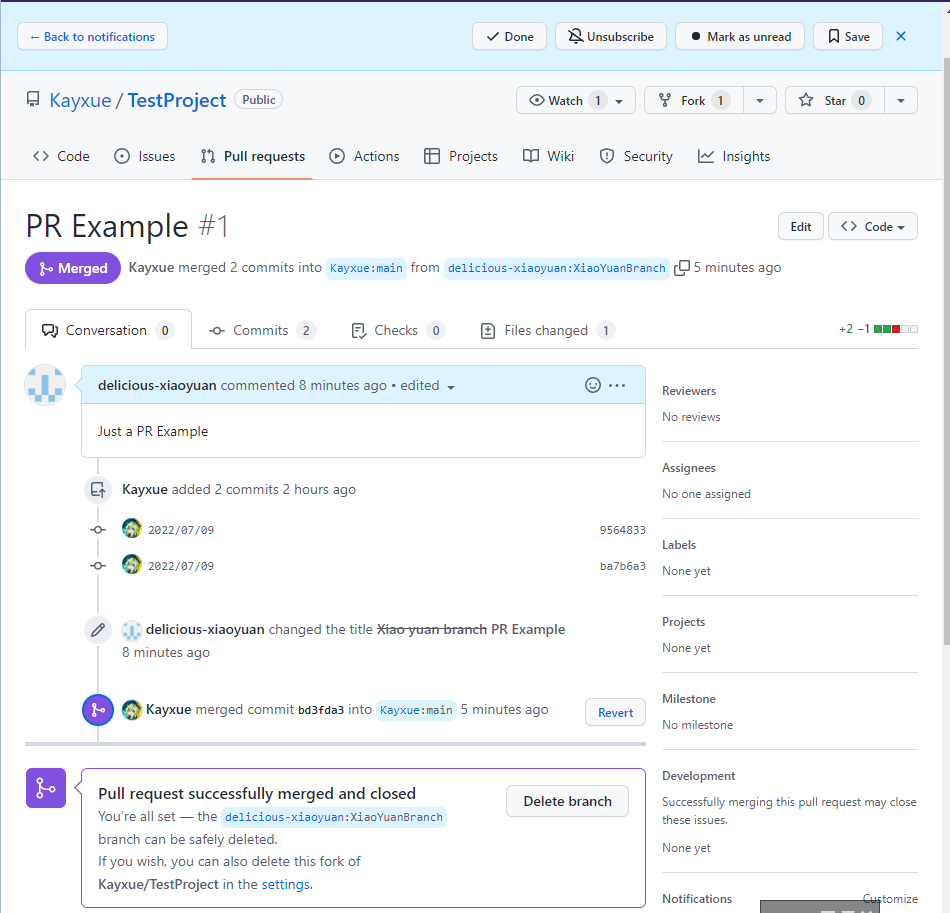 ← Back to notifications
Done
Unsubscribe
Mark as unread
Save
Kayxue / TestProject Public
Watch 1
Fork 1
Star 0
Code
Issues
Pull requests
Actions
Projects
Wiki
Security
Insights
PR Example #1
Edit
Code
Merged
Kayxue merged 2 commits into Kayxue:main from delicious-xiaoyuan:XiaoYuanBranch 5 minutes ago
Conversation 0
Commits 2
Checks 0
Files changed 1
+2 −1
delicious-xiaoyuan commented 8 minutes ago • edited
Just a PR Example
Kayxue added 2 commits 2 hours ago
2022/07/09 9564833
2022/07/09 ba7b6a3
delicious-xiaoyuan changed the title Xiao yuan branch PR Example
8 minutes ago
Kayxue merged commit bd3fda3 into Kayxue:main 5 minutes ago
Revert
Pull request successfully merged and closed
You're all set — the delicious-xiaoyuan:XiaoYuanBranch
branch can be safely deleted.
If you wish, you can also delete this fork of
Kayxue/TestProject in the settings.
Delete branch
Reviewers
No reviews
Assignees
No one assigned
Labels
None yet
Projects
None yet
Milestone
No milestone
Development
Successfully merging this pull request may close
these issues.
None yet
Notifications
Customize